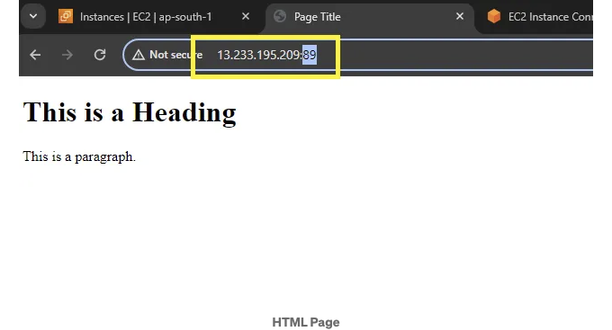 Instances | EC2 | ap-south-1
Page Title
EC2 Instance Conn
Not secure
13.233.195.209:89
This is a Heading
This is a paragraph.
HTML Page